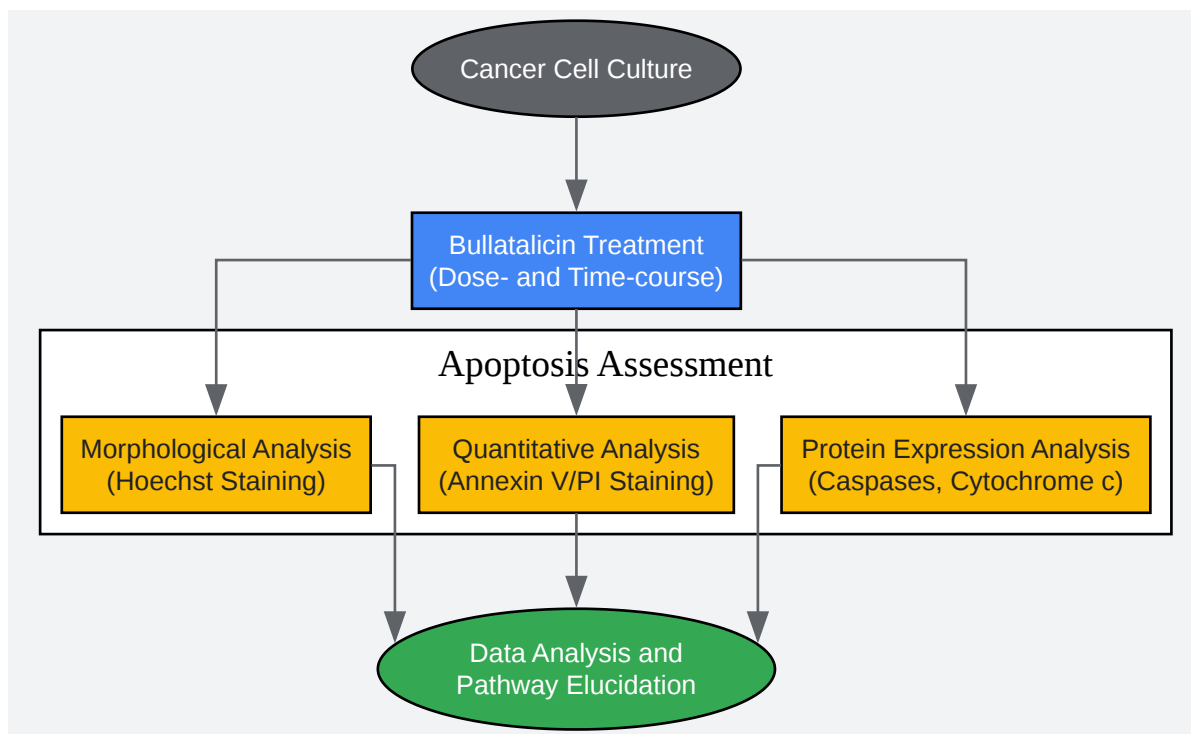 Cancer Cell Culture
Bullatalicin Treatment
(Dose- and Time-course)
Apoptosis Assessment
Morphological Analysis
(Hoechst Staining)
Quantitative Analysis
(Annexin V/PI Staining)
Protein Expression Analysis
(Caspases, Cytochrome c)
Data Analysis and
Pathway Elucidation